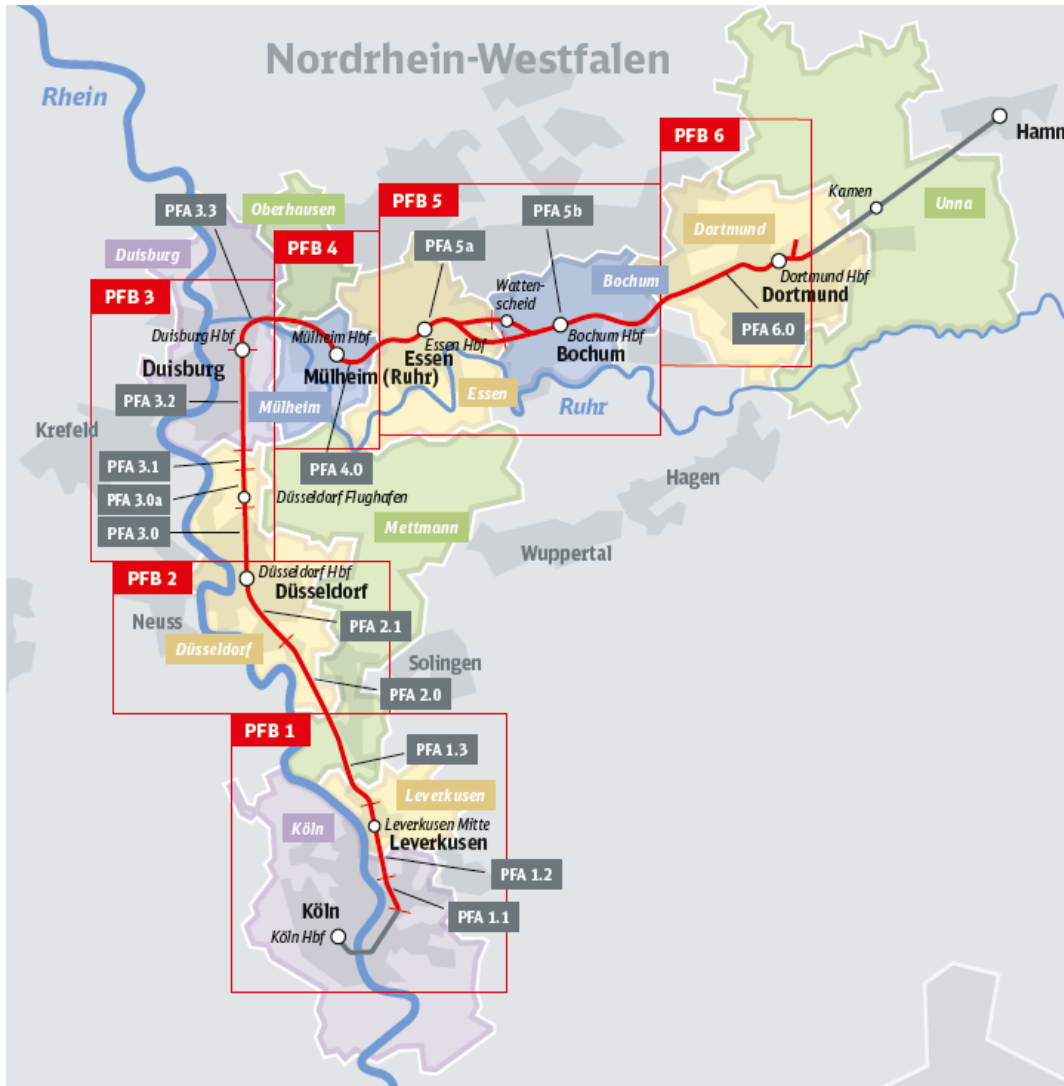 Nordrhein-Westfalen
Rhein
PFB 6
Hamm
PFA 3.3
Oberhausen
PFB 5
PFA 5b
Kamen
Unna
Duisburg
PFB 4
PFA 5a
Dortmund
PFB 3
Watten-
scheid
Bochum
Dortmund Hbf
Dortmund
Duisburg Hbf
Mülheim Hbf
Essen
Essen Hbf
Bochum Hbf
Bochum
PFA 6.0
Duisburg
Mülheim (Ruhr)
PFA 3.2
Mülheim
Essen
Ruhr
Krefeld
PFA 3.1
PFA 4.0
Hagen
PFA 3.0a
Düsseldorf Flughafen
PFA 3.0
Mettmann
Wuppertal
PFB 2
Düsseldorf Hbf
Düsseldorf
Neuss
PFA 2.1
Düsseldorf
Solingen
PFA 2.0
PFB 1
PFA 1.3
Leverkusen
Köln
Leverkusen Mitte
Leverkusen
PFA 1.2
Köln
PFA 1.1
Köln Hbf